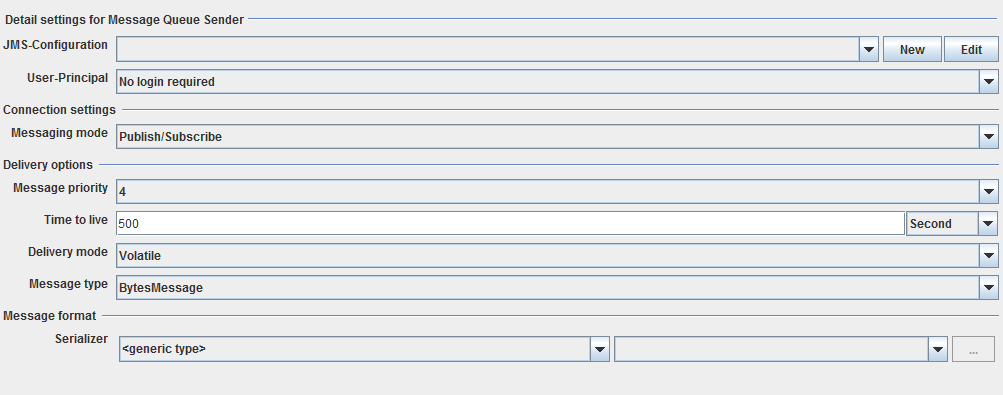 Detail settings for Message Queue Sender
JMS-Configuration New Edit
User-Principal No login required
Connection settings
Messaging mode Publish/Subscribe
Delivery options
Message priority 4
Time to live 500 Second
Delivery mode Volatile
Message type BytesMessage
Message format
Serializer <generic type> ...